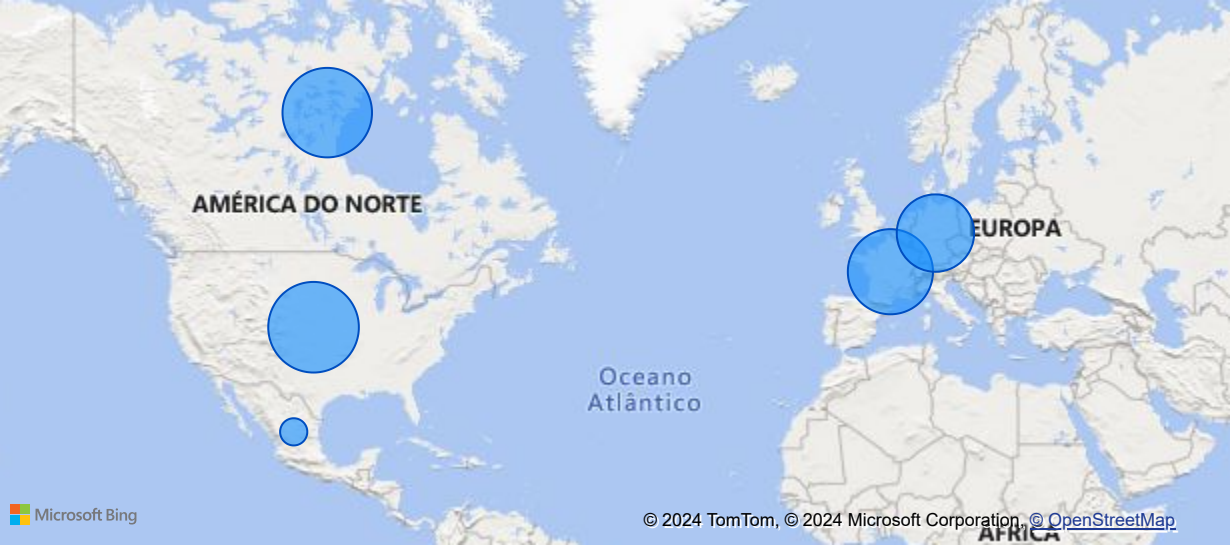 AMÉRICA DO NORTE
EUROPA
Oceano
Atlântico
Microsoft Bing
© 2024 TomTom, © 2024 Microsoft Corporation, © OpenStreetMap
ÁFRICA